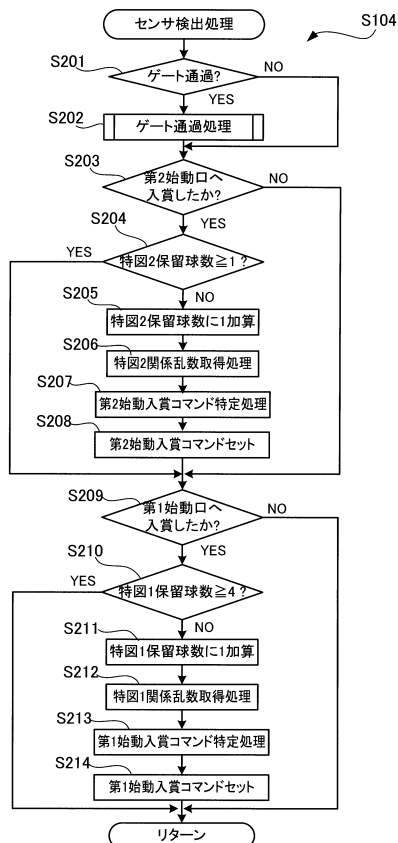 センサ検出処理
S104
S201
ゲート通過?
NO
YES
S202
ゲート通過処理
S203
第2始動口へ
入賞したか?
NO
YES
S204
YES
特図2保留球数≧1?
NO
S205
特図2保留球数に1加算
S206
特図2関係乱数取得処理
S207
第2始動入賞コマンド特定処理
S208
第2始動入賞コマンドセット
S209
第1始動口へ
入賞したか?
NO
YES
S210
YES
特図1保留球数≧4?
NO
S211
特図1保留球数に1加算
S212
特図1関係乱数取得処理
S213
第1始動入賞コマンド特定処理
S214
第1始動入賞コマンドセット
リターン